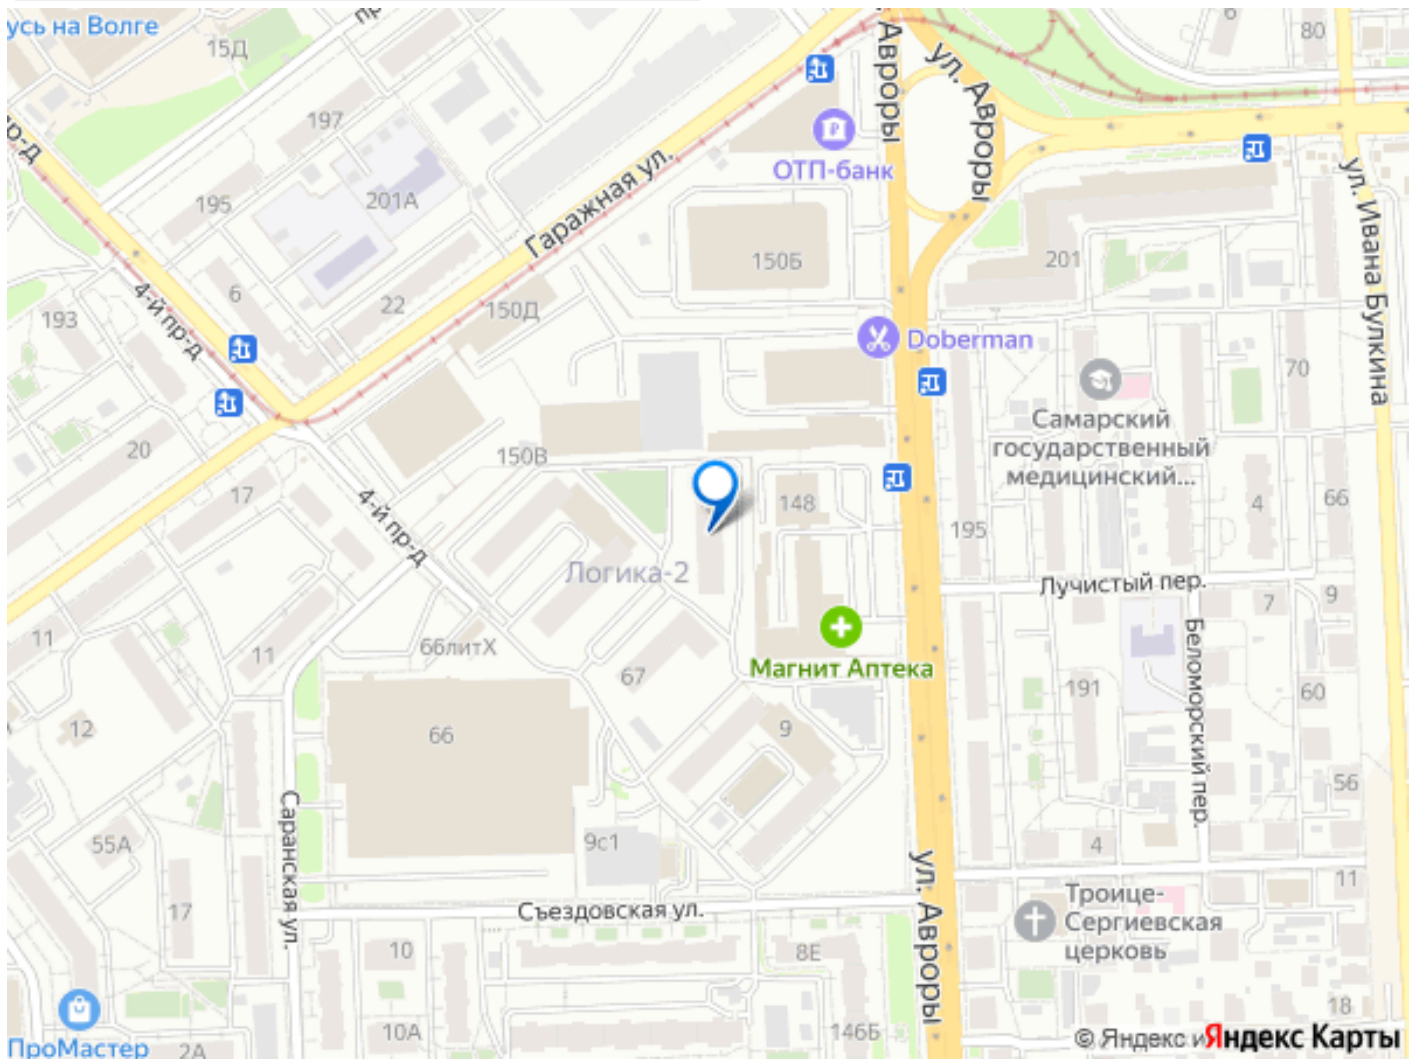 усь на Волге
15Д
пр
Авроры
ул. Авроры
80
6
197
ОТП-банк
пр-д
195
201А
Гаражная ул.
ул. Ивана Булкина
150Б
201
4-й пр-д
6
22
150Д
193
Doberman
70
Самарский
государственный
медицинский...
20
150В
17
4-й пр-д
148
4
66
195
Логика-2
Лучистый пер.
7
9
11
11
66литХ
67
Магнит Аптека
Беломорский пер.
191
60
12
66
9
56
Саранская ул.
55А
9с1
4
ул. Авроры
11
17
Съездовская ул.
Троице-
Сергиевская
церковь
10
8Е
18
ПроМастер
2А
10А
146Б
© Яндекс и
Яндекс Карты